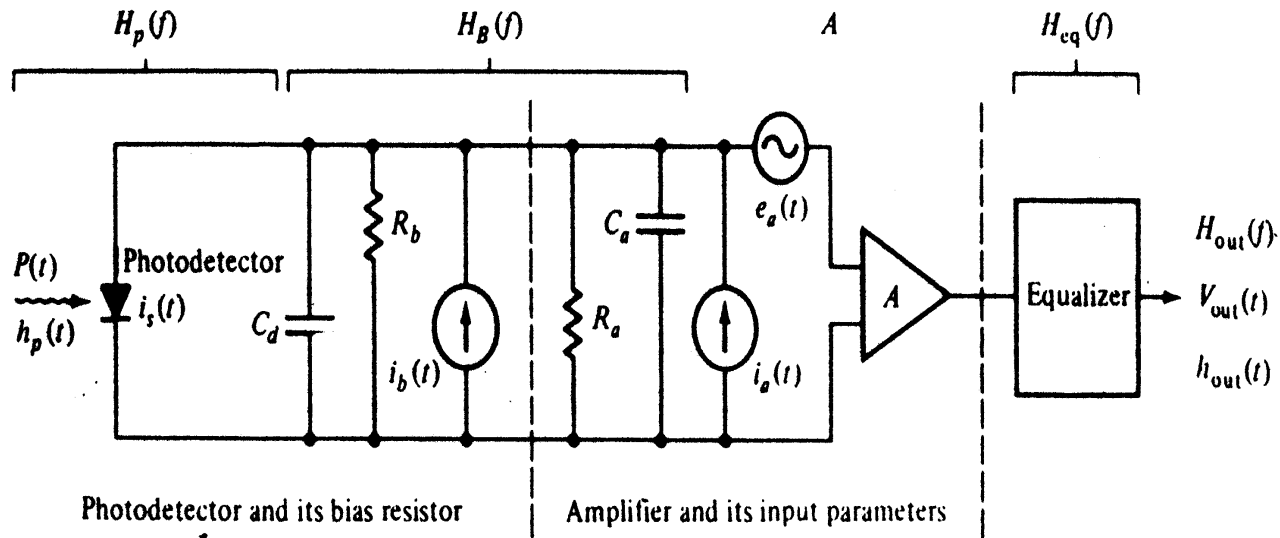 H_p(f) H_B(f) A H_eq(f)
e_a(t)
R_b C_a
P(t) Photodetector
i_s(t)
h_p(t)
C_d R_a A Equalizer
i_b(t) i_a(t)
H_out(f)
V_out(t)
h_out(t)
Photodetector and its bias resistor
Amplifier and its input parameters